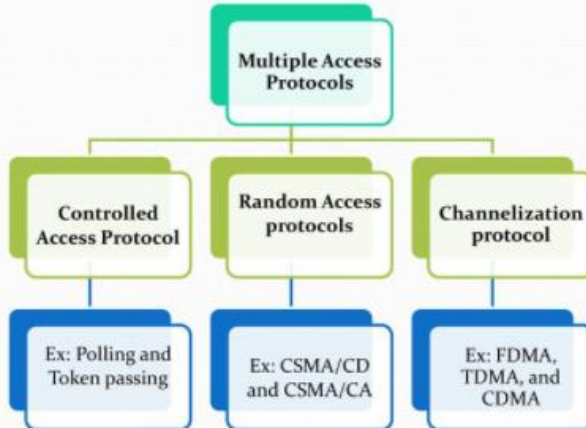 Multiple Access
Protocols
Controlled
Access Protocol
Random Access
protocols
Channelization
protocol
Ex: Polling and
Token passing
Ex: CSMA/CD
and CSMA/CA
Ex: FDMA,
TDMA, and
CDMA